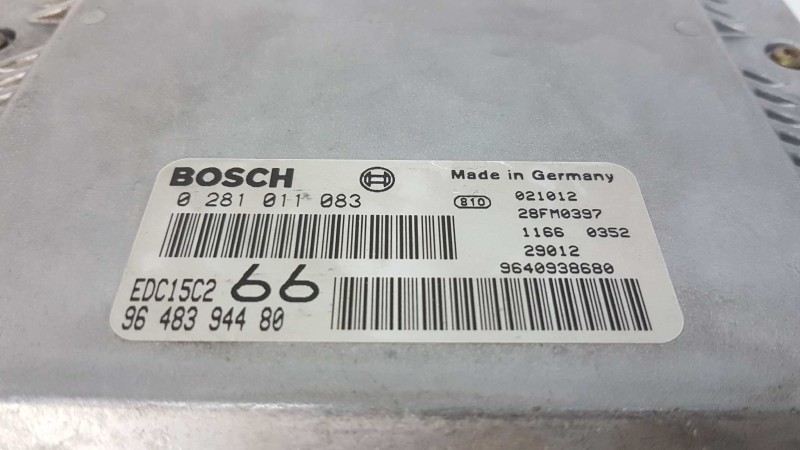 BOSCH
Made in Germany
0 281 011 083
810
021012
28FM0397
1166 0352
29012
9640938680
EDC15C2 66
96 483 944 80